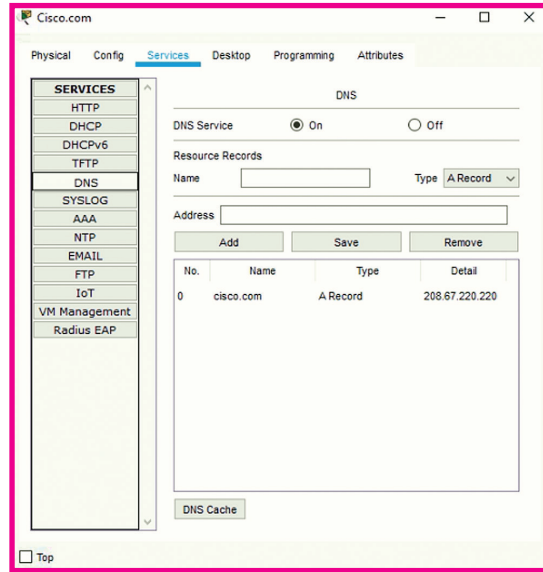 Cisco.com
Physical Config Services Desktop Programming Attributes
SERVICES
HTTP
DHCP
DHCPv6
TFTP
DNS
SYSLOG
AAA
NTP
EMAIL
FTP
IoT
VM Management
Radius EAP
DNS
DNS Service On Off
Resource Records
Name Type A Record
Address
Add Save Remove
No. Name Type Detail
0 cisco.com A Record 208.67.220.220
DNS Cache
Top